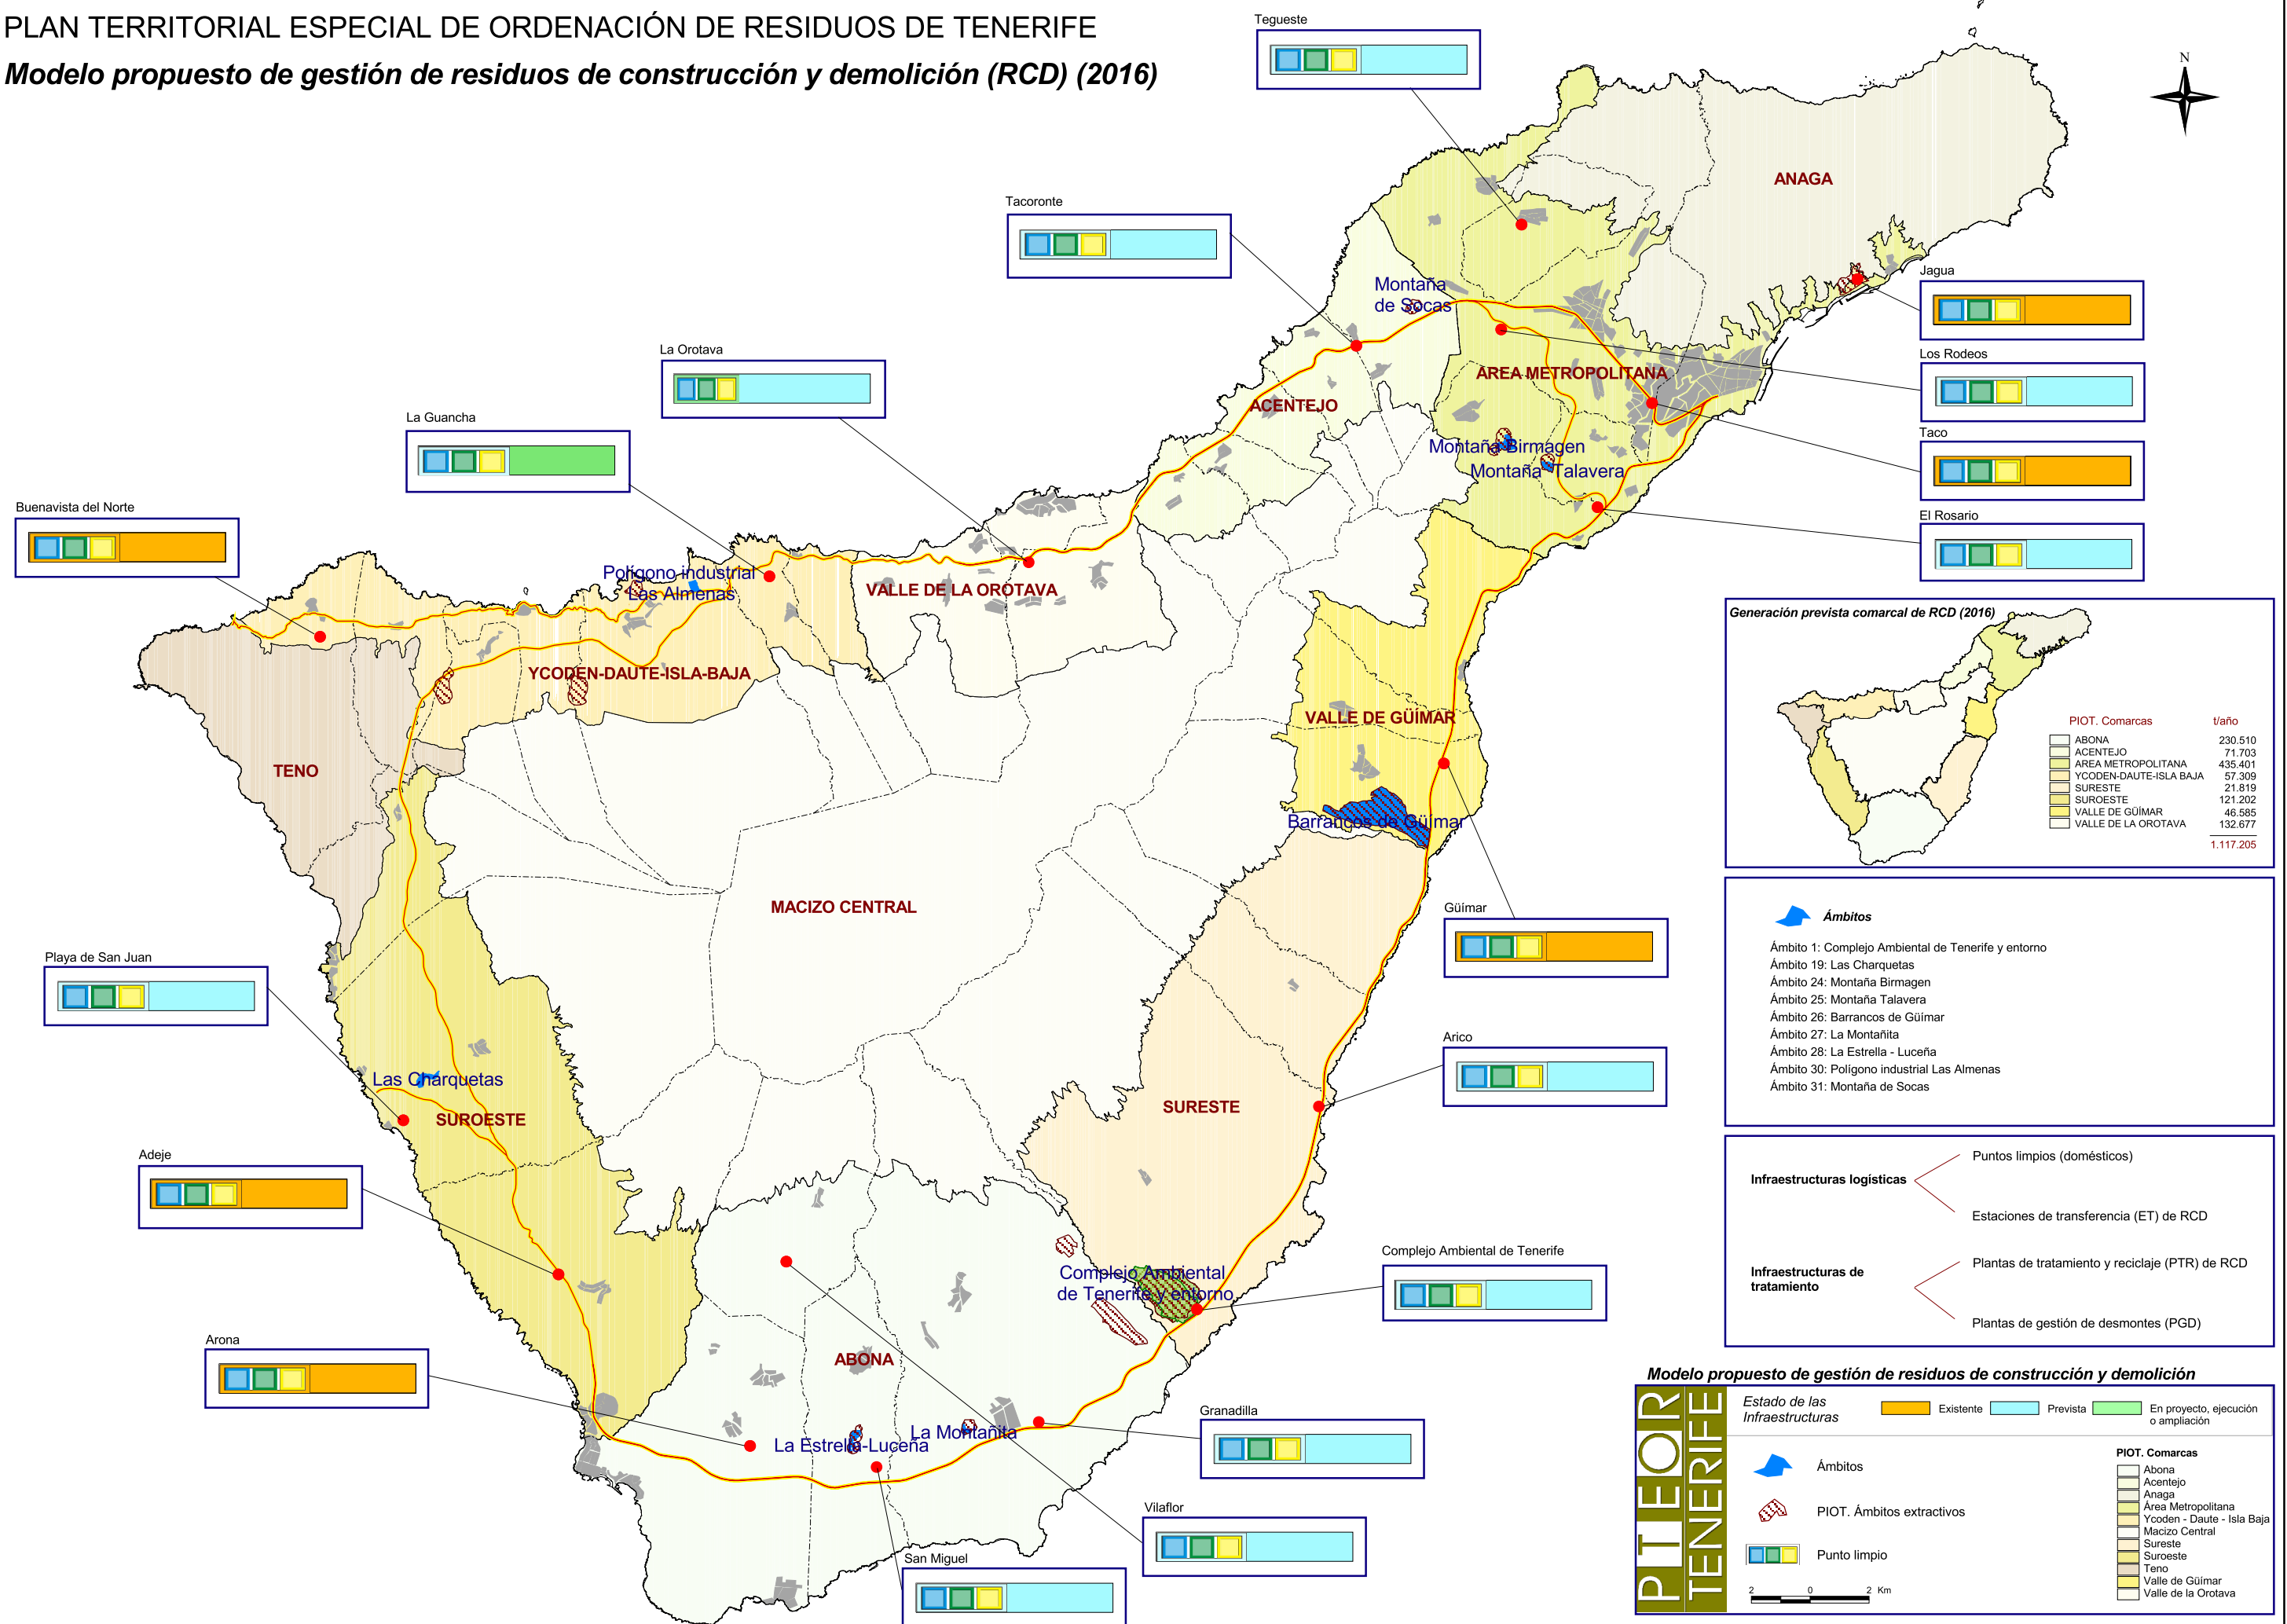 PLAN TERRITORIAL ESPECIAL DE ORDENACIÓN DE RESIDUOS DE TENERIFE
Modelo propuesto de gestión de residuos de construcción y demolición (RCD) (2016)
Tegueste
N
Tacoronte
ANAGA
Montaña
de Socas
Jagua
La Orotava
Los Rodeos
AREA METROPOLITANA
ACENTEJO
La Guancha
Taco
Montaña Birmagen
Montaña Talavera
Buenavista del Norte
El Rosario
Polígono industrial
Las Almenas
VALLE DE LA OROTAVA
YCODEN-DAUTE-ISLA-BAJA
VALLE DE GÜÍMAR
TENO
Barrancos de Güímar
MACIZO CENTRAL
Güímar
Playa de San Juan
Arico
Las Charquetas
SUROESTE
SURESTE
Adeje
Complejo Ambiental de Tenerife
Complejo Ambiental
de Tenerife y entorno
Arona
ABONA
Granadilla
La Montañita
La Estrella-Luceña
Vilaflor
San Miguel
Generación prevista comarcal de RCD (2016)
PIOT. Comarcas t/año
ABONA 230.510
ACENTEJO 71.703
AREA METROPOLITANA 435.401
YCODEN-DAUTE-ISLA BAJA 57.309
SURESTE 21.819
SUROESTE 121.202
VALLE DE GÜÍMAR 46.585
VALLE DE LA OROTAVA 132.677
1.117.205
Ámbitos
Ámbito 1: Complejo Ambiental de Tenerife y entorno
Ámbito 19: Las Charquetas
Ámbito 24: Montaña Birmagen
Ámbito 25: Montaña Talavera
Ámbito 26: Barrancos de Güímar
Ámbito 27: La Montañita
Ámbito 28: La Estrella - Luceña
Ámbito 30: Polígono industrial Las Almenas
Ámbito 31: Montaña de Socas
Infraestructuras logísticas
Puntos limpios (domésticos)
Estaciones de transferencia (ET) de RCD
Infraestructuras de
tratamiento
Plantas de tratamiento y reciclaje (PTR) de RCD
Plantas de gestión de desmontes (PGD)
Modelo propuesto de gestión de residuos de construcción y demolición
PTEOR
TENERIFE
Estado de las
Infraestructuras
Existente
Prevista
En proyecto, ejecución
o ampliación
Ámbitos
PIOT. Ámbitos extractivos
Punto limpio
2 0 2 Km
PIOT. Comarcas
Abona
Acentejo
Anaga
Área Metropolitana
Ycoden - Daute - Isla Baja
Macizo Central
Sureste
Suroeste
Teno
Valle de Güímar
Valle de la Orotava